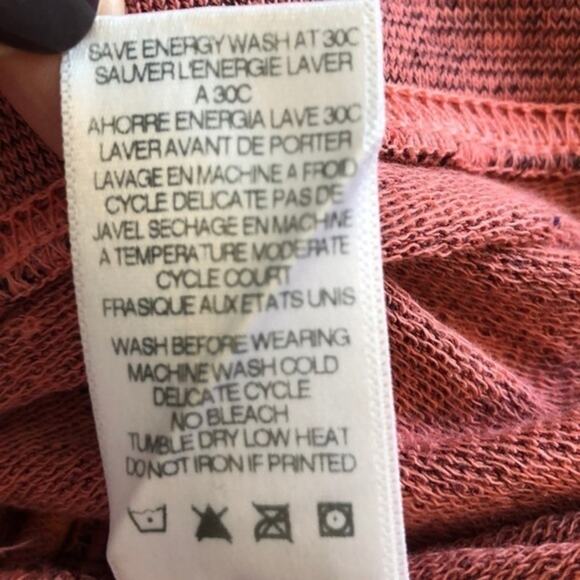 SAVE ENERGY WASH AT 30C
SAUVER L'ENERGIE LAVER
A 30C
AHORRE ENERGIA LAVE 30C
LAVER AVANT DE PORTER
LAVAGE EN MACHINE A FROID
CYCLE DELICATE PAS DE
JAVEL SECHAGE EN MACHINE
A TEMPERATURE MODERATE
CYCLE COURT
FRASIQUE AUX ETATS UNIS
WASH BEFORE WEARING
MACHINE WASH COLD
DELICATE CYCLE
NO BLEACH
TUMBLE DRY LOW HEAT
DO NOT IRON IF PRINTED